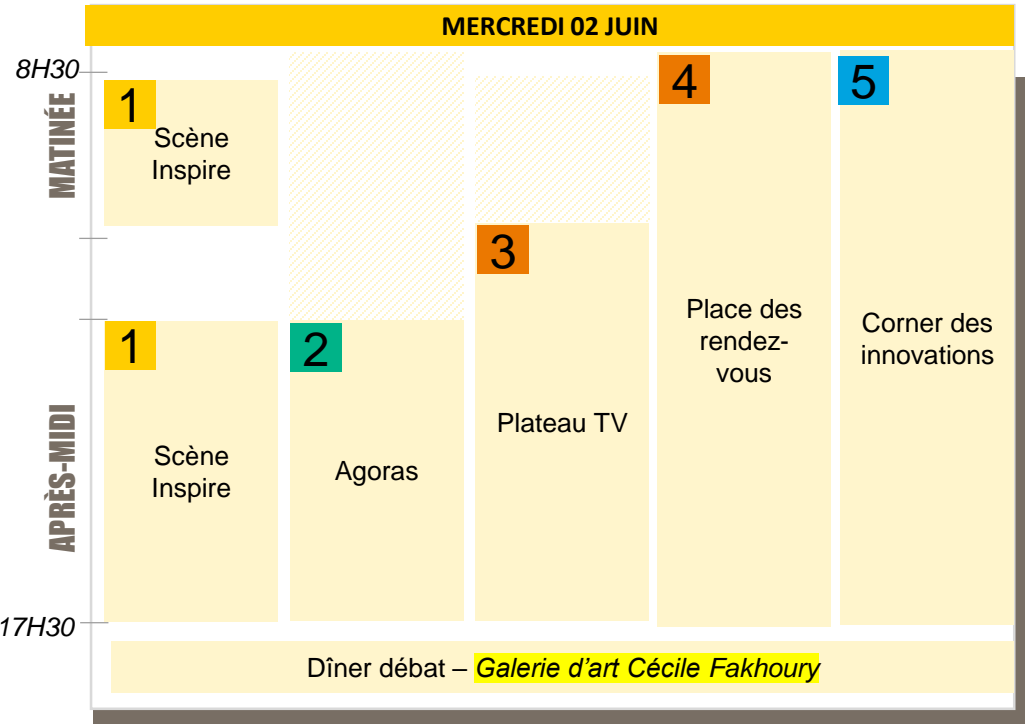 MERCREDI 02 JUIN
8H30
MATINÉE
1
Scène
Inspire
4
Place des
rendez-
vous
5
Corner des
innovations
3
Plateau TV
APRÈS-MIDI
1
Scène
Inspire
2
Agoras
17H30
Dîner débat – Galerie d'art Cécile Fakhoury